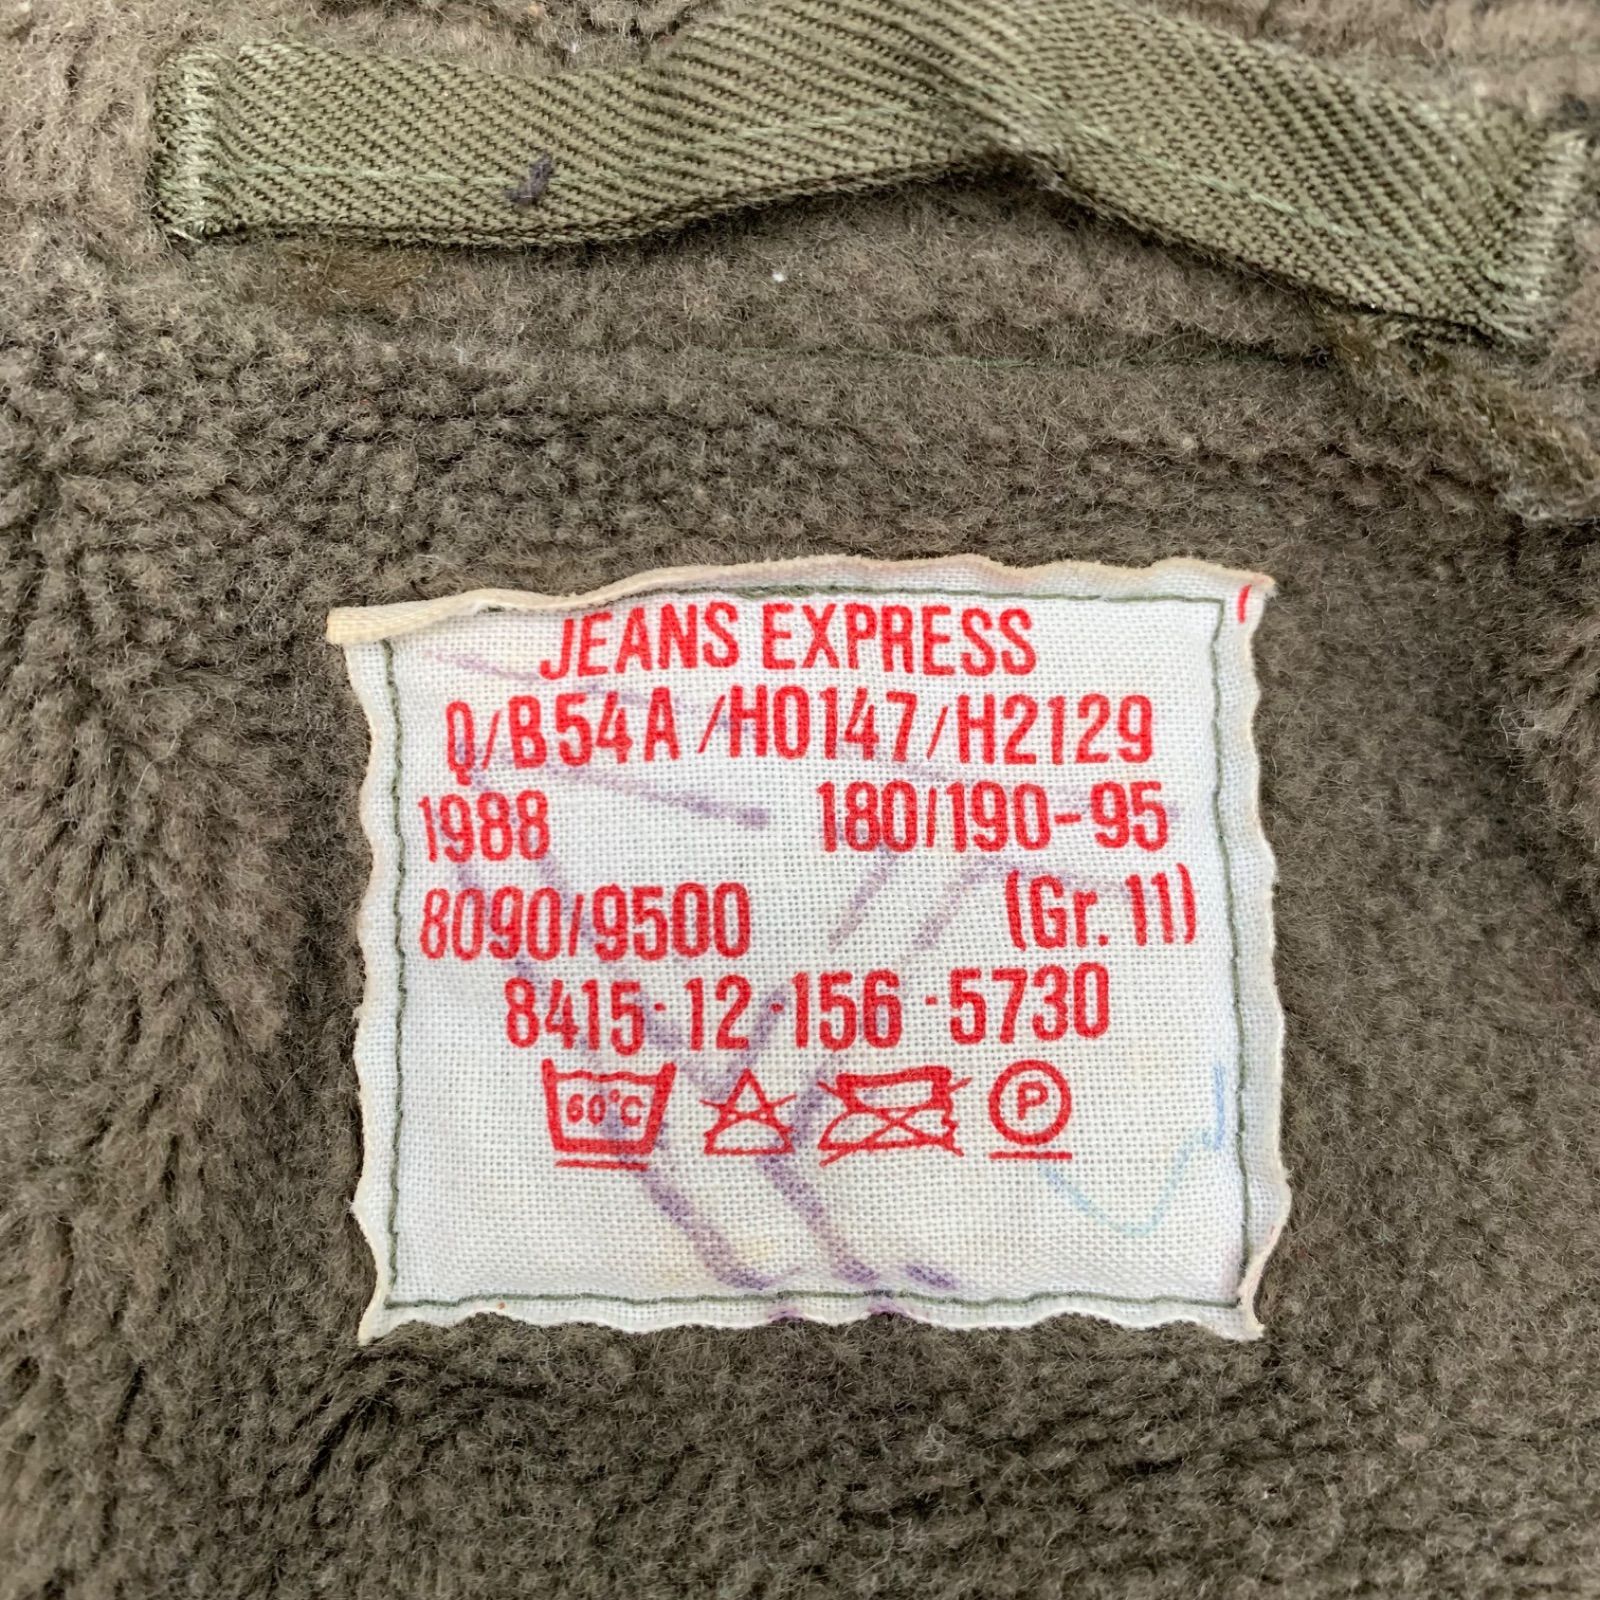 JEANS EXPRESS
Q/B54A/H0147/H2129
1988 180/190-95
8090/9500 (Gr. 11)
8415-12-156-5730
60°C P